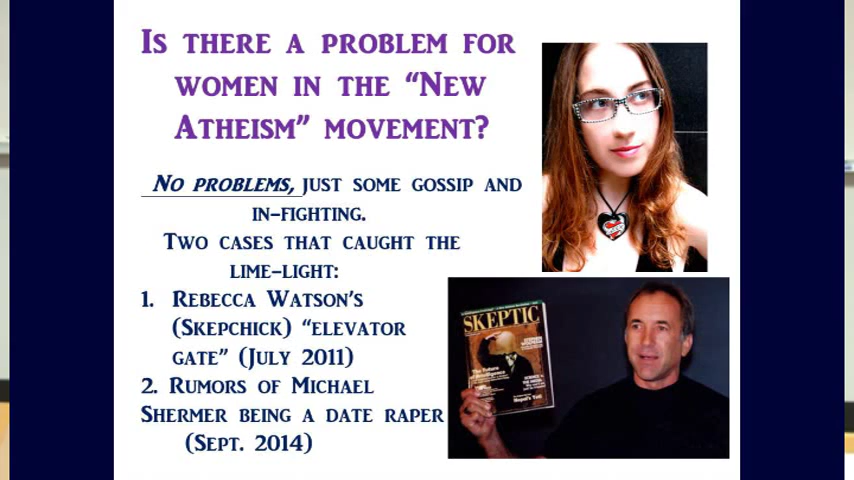 Is there a problem for
women in the “New
Atheism” movement?
No problems, just some gossip and
in-fighting.
Two cases that caught the
lime-light:
1. Rebecca Watson’s
(Skepchick) “elevator
gate” (July 2011)
2. Rumors of Michael
Shermer being a date raper
(Sept. 2014)
SKEPTIC